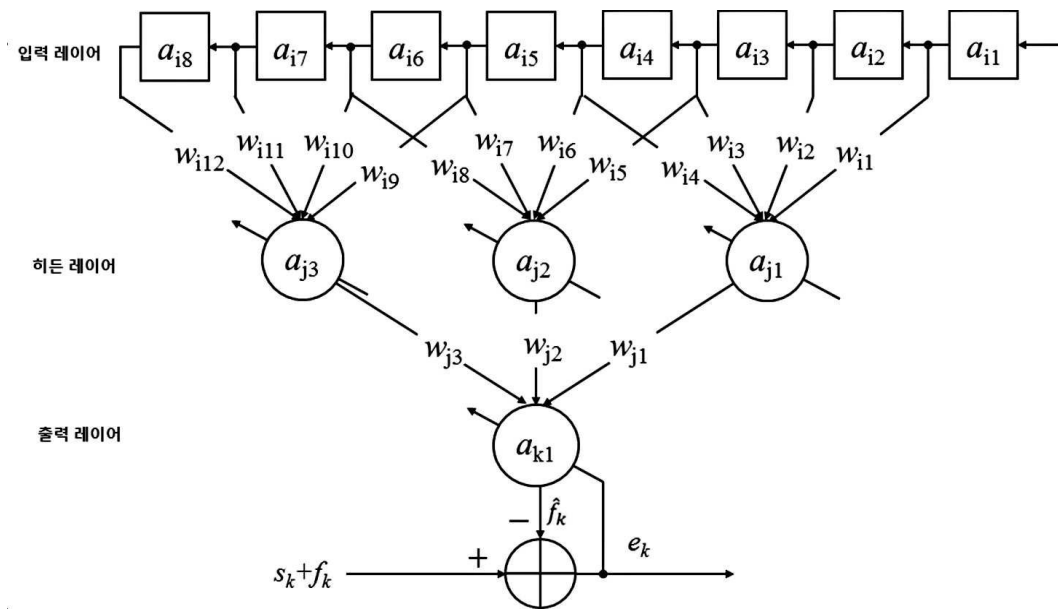 입력 레이어
a_i8 a_i7 a_i6 a_i5 a_i4 a_i3 a_i2 a_i1
w_i12 w_i11 w_i10 w_i9 w_i8 w_i7 w_i6 w_i5 w_i4 w_i3 w_i2 w_i1
히든 레이어
a_j3 a_j2 a_j1
w_j3 w_j2 w_j1
출력 레이어
a_k1
− f̂_k
s_k+f_k + e_k